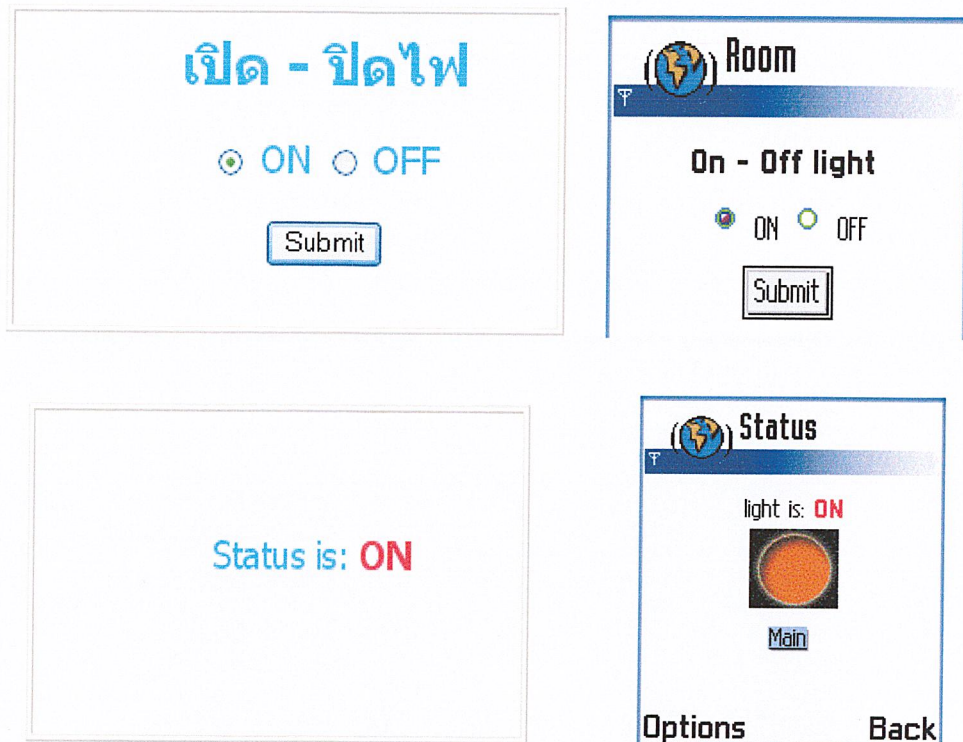 เปิด - ปิดไฟ
ON OFF
Submit
Room
On - Off light
ON OFF
Submit
Status is: ON
Status
light is: ON
Main
Options Back